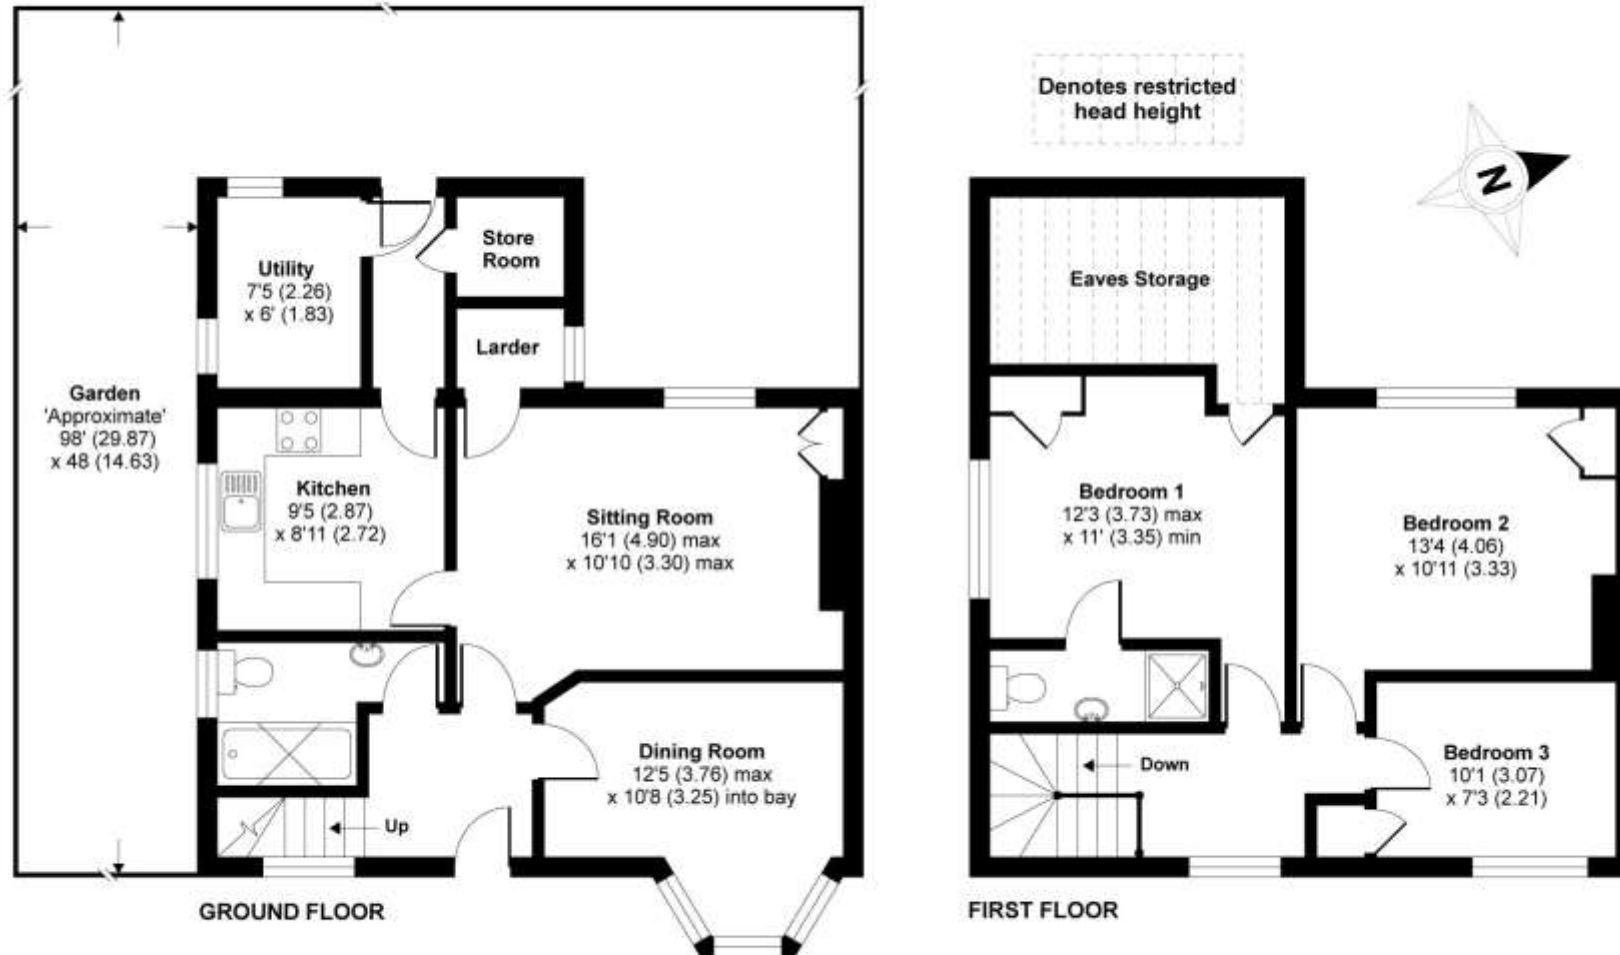 Denotes restricted
head height
N
Store
Room
Utility
7'5 (2.26)
x 6' (1.83)
Larder
Garden
'Approximate'
98' (29.87)
x 48 (14.63)
Kitchen
9'5 (2.87)
x 8'11 (2.72)
Sitting Room
16'1 (4.90) max
x 10'10 (3.30) max
Dining Room
12'5 (3.76) max
x 10'8 (3.25) into bay
Up
GROUND FLOOR
Eaves Storage
Bedroom 1
12'3 (3.73) max
x 11' (3.35) min
Bedroom 2
13'4 (4.06)
x 10'11 (3.33)
Down
Bedroom 3
10'1 (3.07)
x 7'3 (2.21)
FIRST FLOOR